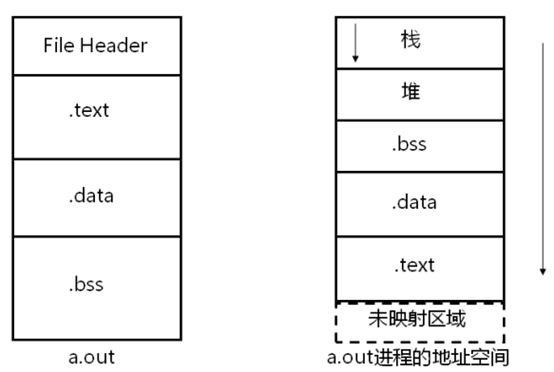 File Header
.text
.data
.bss
a.out
栈
堆
.bss
.data
.text
未映射区域
a.out进程的地址空间